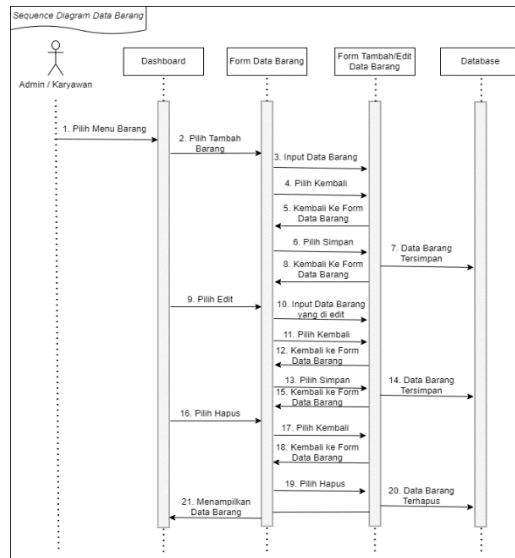 Sequence Diagram Data Barang
Admin / Karyawan
Dashboard
Form Data Barang
Form Tambah/Edit
Data Barang
Database
1. Pilih Menu Barang
2. Pilih Tambah
Barang
3. Input Data Barang
4. Pilih Kembali
5. Kembali Ke Form
Data Barang
6. Pilih Simpan
7. Data Barang
Tersimpan
8. Kembali Ke Form
Data Barang
9. Pilih Edit
10. Input Data Barang
yang di edit
11. Pilih Kembali
12. Kembali ke Form
Data Barang
13. Pilih Simpan
14. Data Barang
Tersimpan
15. Kembali ke Form
Data Barang
16. Pilih Hapus
17. Pilih Kembali
18. Kembali ke Form
Data Barang
19. Pilih Hapus
20. Data Barang
Terhapus
21. Menampilkan
Data Barang